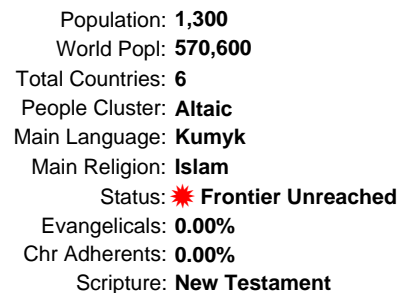 Population: 1,300
World Popl: 570,600
Total Countries: 6
People Cluster: Altaic
Main Language: Kumyk
Main Religion: Islam
Status: Frontier Unreached
Evangelicals: 0.00%
Chr Adherents: 0.00%
Scripture: New Testament